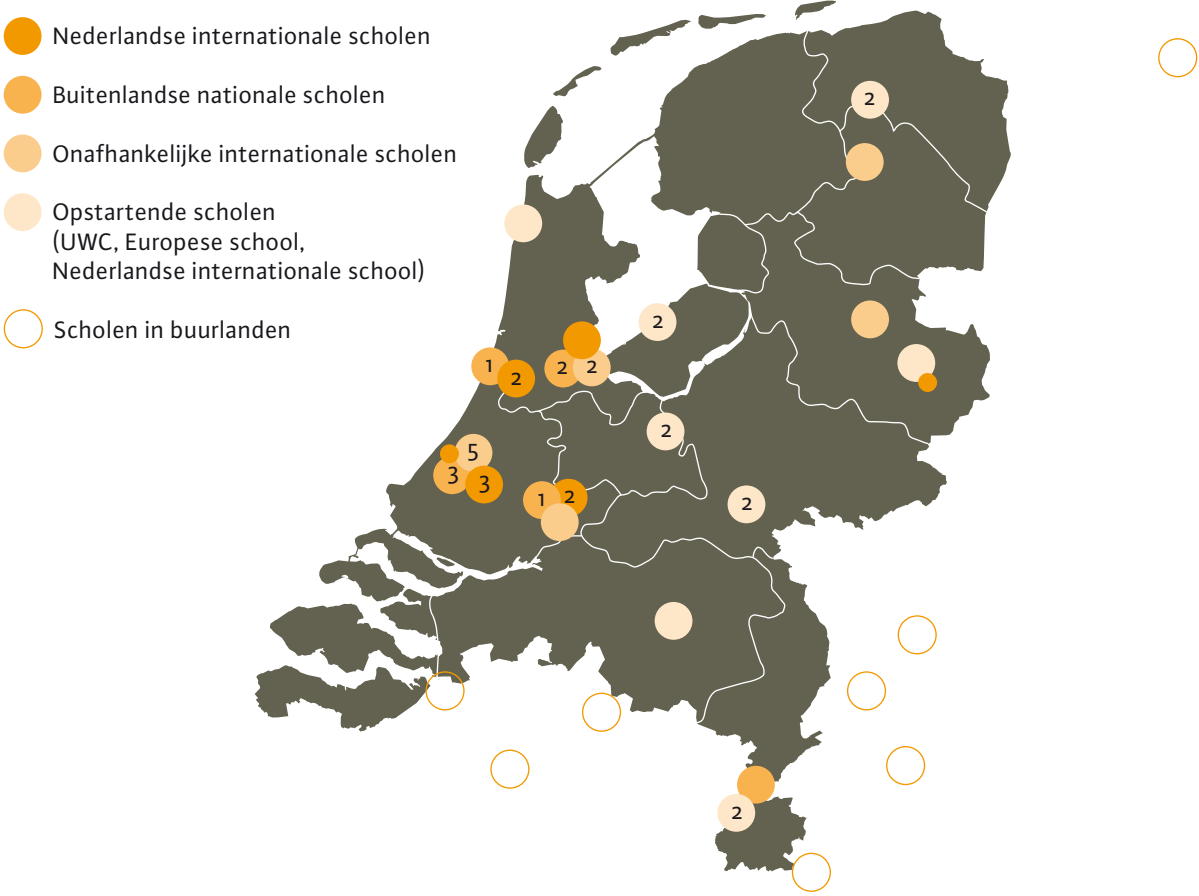 Nederlandse internationale scholen
Buitenlandse nationale scholen
Onafhankelijke internationale scholen
Opstartende scholen
(UWC, Europese school,
Nederlandse internationale school)
Scholen in buurlanden
2
2
1
2
2
2
2
5
3
3
1
2
2
2